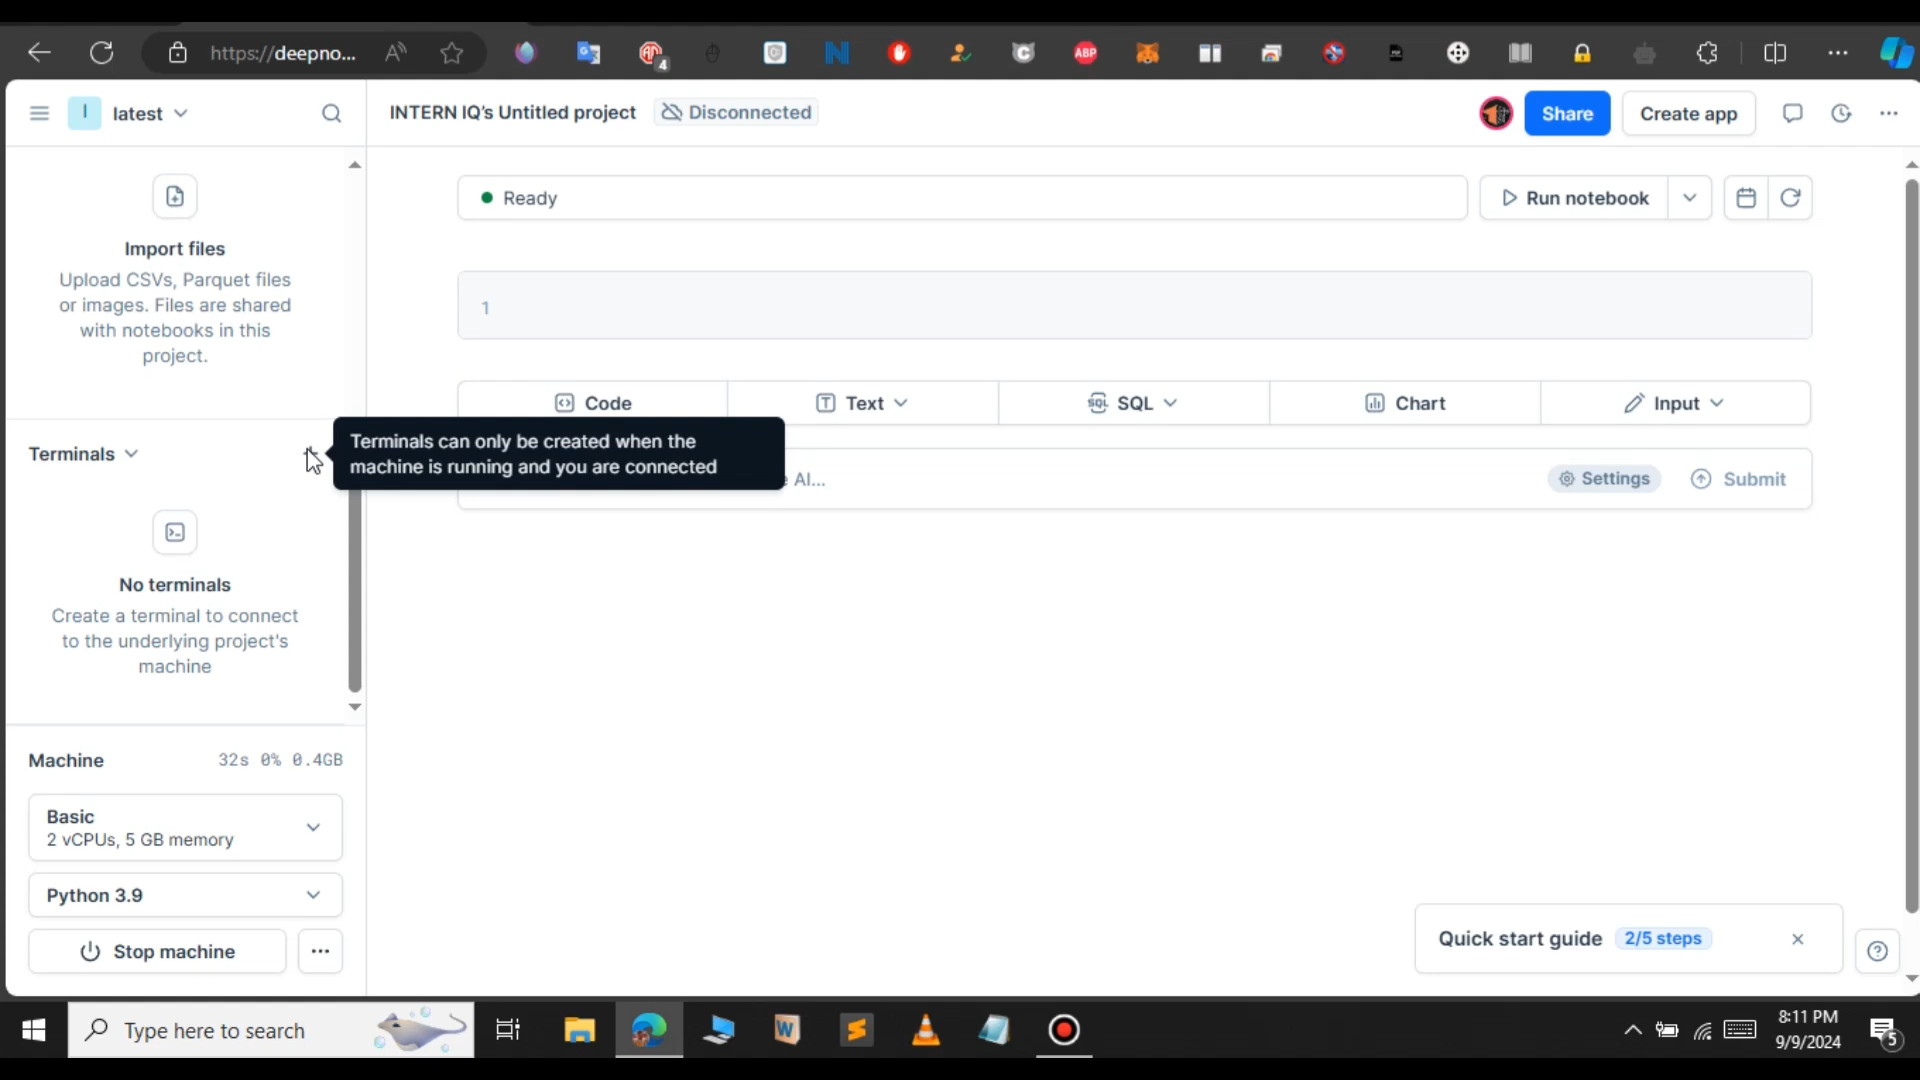 https://deepno...
4
ABP
I latest
INTERN IQ's Untitled project
Disconnected
Share
Create app
Import files
Upload CSVs, Parquet files
or images. Files are shared
with notebooks in this
project.
Ready
Run notebook
1
Code
Text
SQL
Chart
Input
Terminals
Terminals can only be created when the
machine is running and you are connected
AI...
Settings
Submit
No terminals
Create a terminal to connect
to the underlying project's
machine
Machine
32s 0% 0.4GB
Basic
2 vCPUs, 5 GB memory
Python 3.9
Stop machine
Quick start guide
2/5 steps
Type here to search
8:11 PM
9/9/2024
5